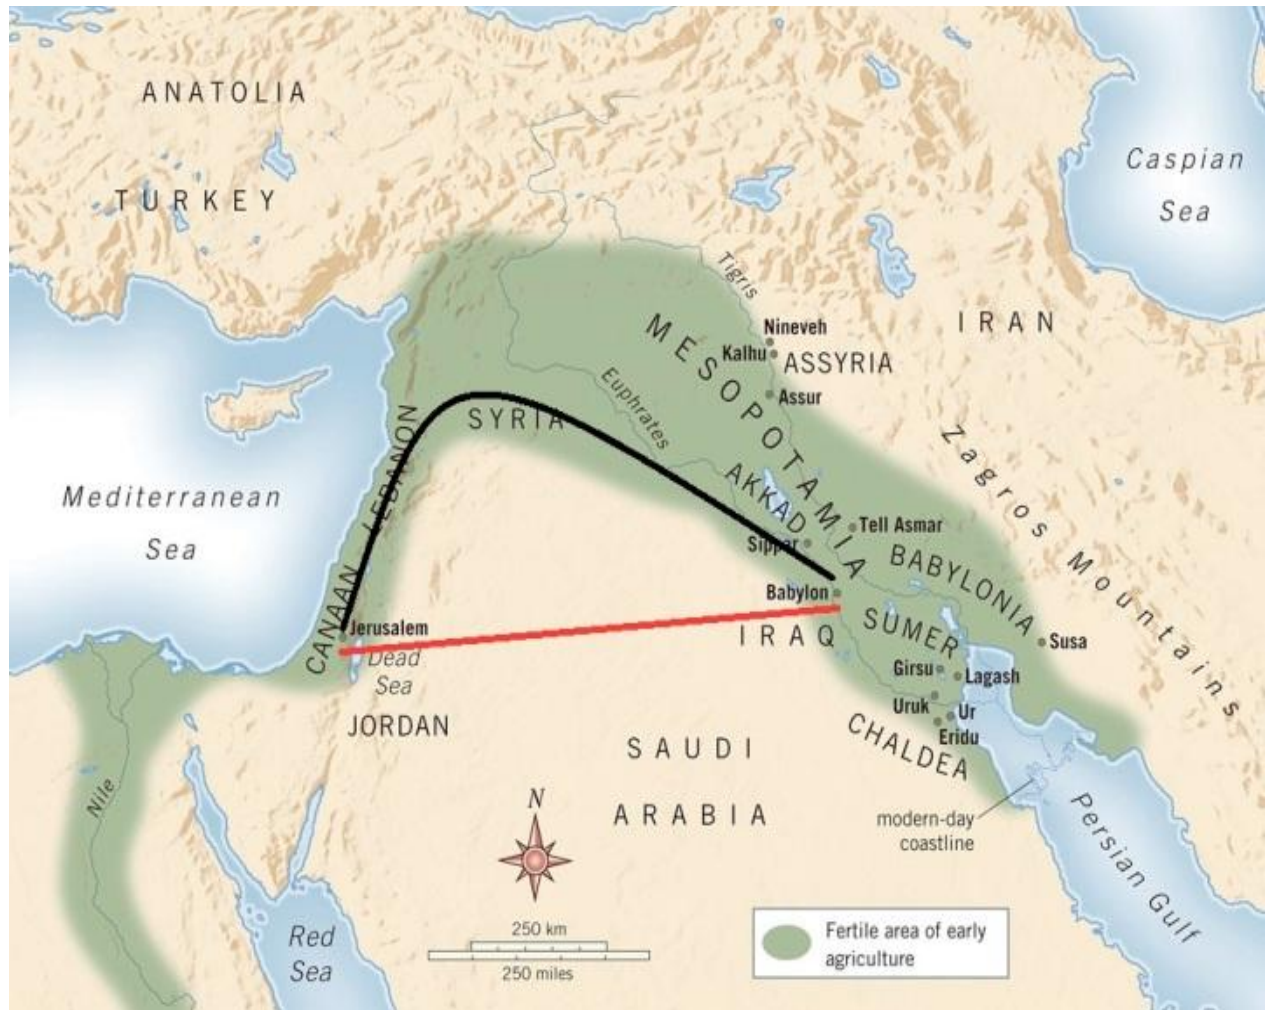 ANATOLIA
TURKEY
Caspian
Sea
Tigris
IRAN
MESOPOTAMIA
Nineveh
Kalhu
ASSYRIA
Assur
Euphrates
SYRIA
LEBANON
Zagros Mountains
Mediterranean
Sea
AKKAD
Tell Asmar
Sippar
BABYLONIA
Babylon
CANAAN
Jerusalem
IRAQ
SUMER
Susa
Dead
Sea
Girsu
Lagash
Uruk
Ur
Eridu
JORDAN
CHALDEA
SAUDI
ARABIA
Nile
N
modern-day
coastline
Persian Gulf
Red
Sea
250 km
250 miles
Fertile area of early
agriculture